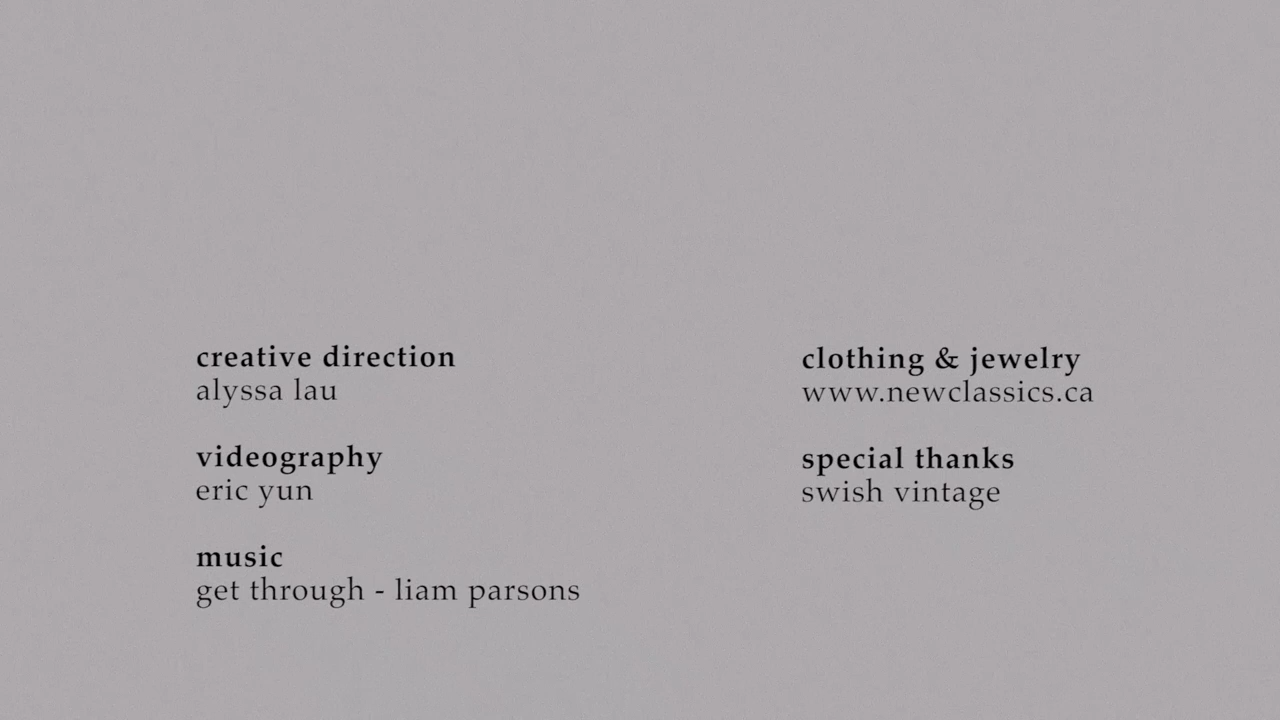 creative direction
alyssa lau
videography
eric yun
music
get through - liam parsons
clothing & jewelry
www.newclassics.ca
special thanks
swish vintage